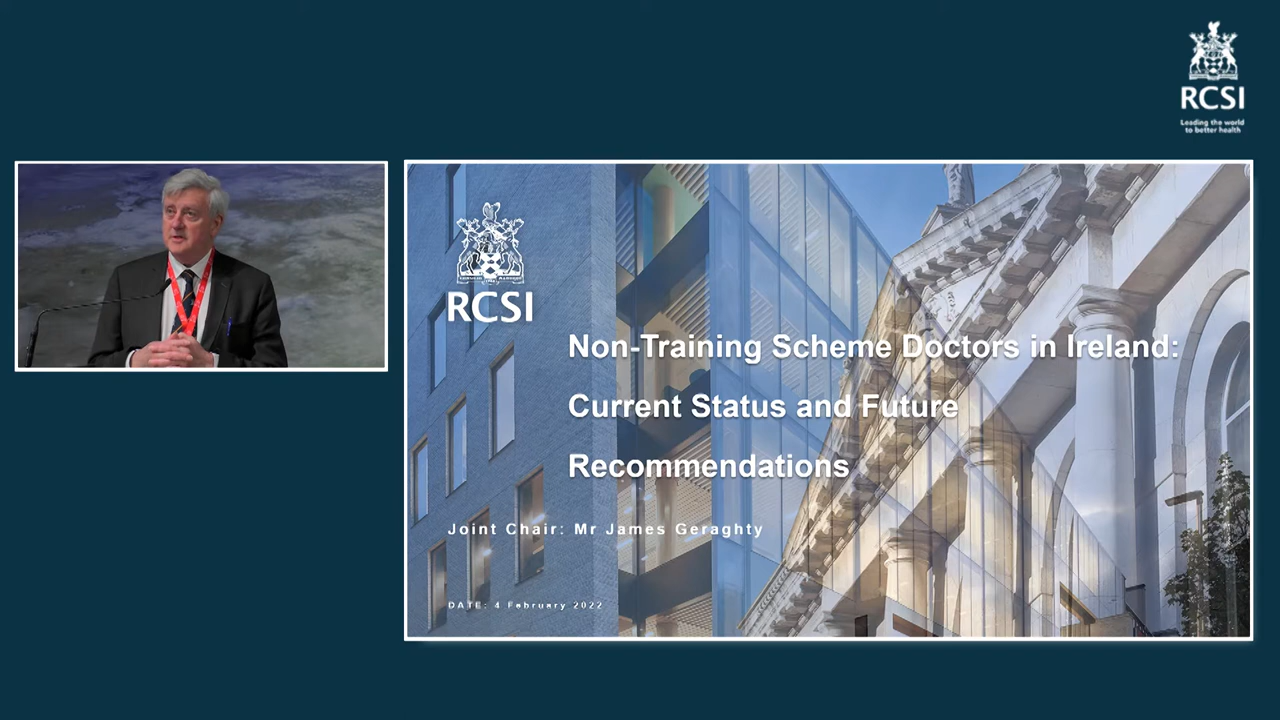 RCSI
Leading the world
to better health
RCSI
Non-Training Scheme Doctors in Ireland:
Current Status and Future
Recommendations
Joint Chair: Mr James Geraghty
DATE: 4 February 2022